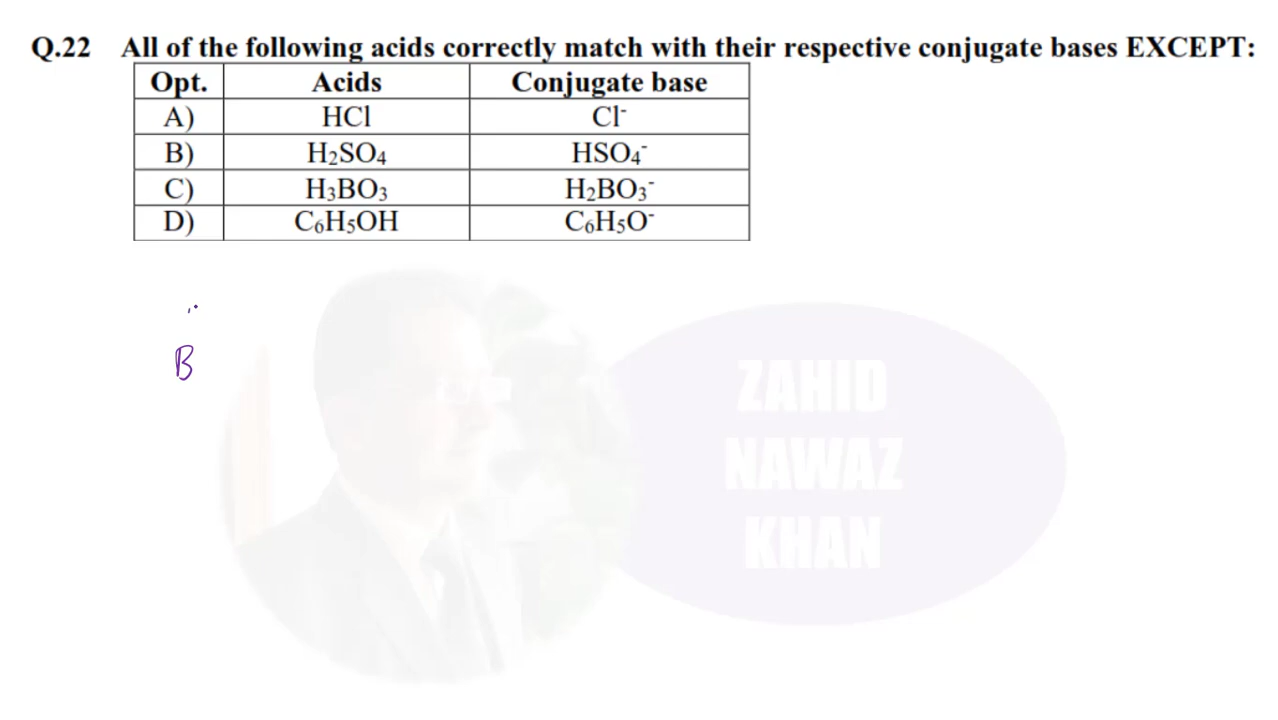 Q.22 All of the following acids correctly match with their respective conjugate bases EXCEPT:
Opt. Acids Conjugate base
A) HCl Cl⁻
B) H₂SO₄ HSO₄⁻
C) H₃BO₃ H₂BO₃⁻
D) C₆H₅OH C₆H₅O⁻
B
ZAHID
NAWAZ
KHAN